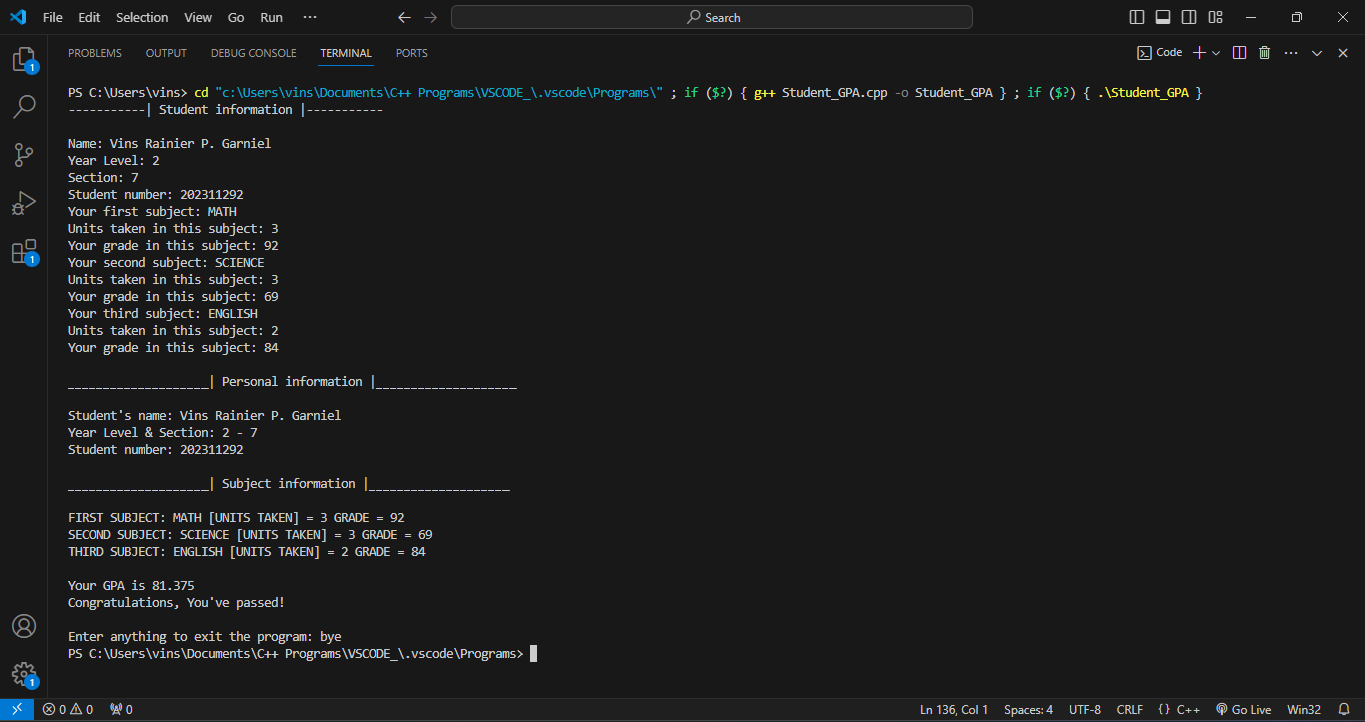 File Edit Selection View Go Run ··· Search
PROBLEMS OUTPUT DEBUG CONSOLE TERMINAL PORTS Code
PS C:\Users\vins> cd "c:\Users\vins\Documents\C++ Programs\VSCODE_\.vscode\Programs\" ; if ($?) { g++ Student_GPA.cpp -o Student_GPA } ; if ($?) { .\Student_GPA }
-----------| Student information |-----------
Name: Vins Rainier P. Garniel
Year Level: 2
Section: 7
Student number: 202311292
Your first subject: MATH
Units taken in this subject: 3
Your grade in this subject: 92
Your second subject: SCIENCE
Units taken in this subject: 3
Your grade in this subject: 69
Your third subject: ENGLISH
Units taken in this subject: 2
Your grade in this subject: 84
____________________| Personal information |____________________
Student's name: Vins Rainier P. Garniel
Year Level & Section: 2 - 7
Student number: 202311292
____________________| Subject information |____________________
FIRST SUBJECT: MATH [UNITS TAKEN] = 3 GRADE = 92
SECOND SUBJECT: SCIENCE [UNITS TAKEN] = 3 GRADE = 69
THIRD SUBJECT: ENGLISH [UNITS TAKEN] = 2 GRADE = 84
Your GPA is 81.375
Congratulations, You've passed!
Enter anything to exit the program: bye
PS C:\Users\vins\Documents\C++ Programs\VSCODE_\.vscode\Programs>
1
1
1
0 0 0 Ln 136, Col 1 Spaces: 4 UTF-8 CRLF {} C++ Go Live Win32